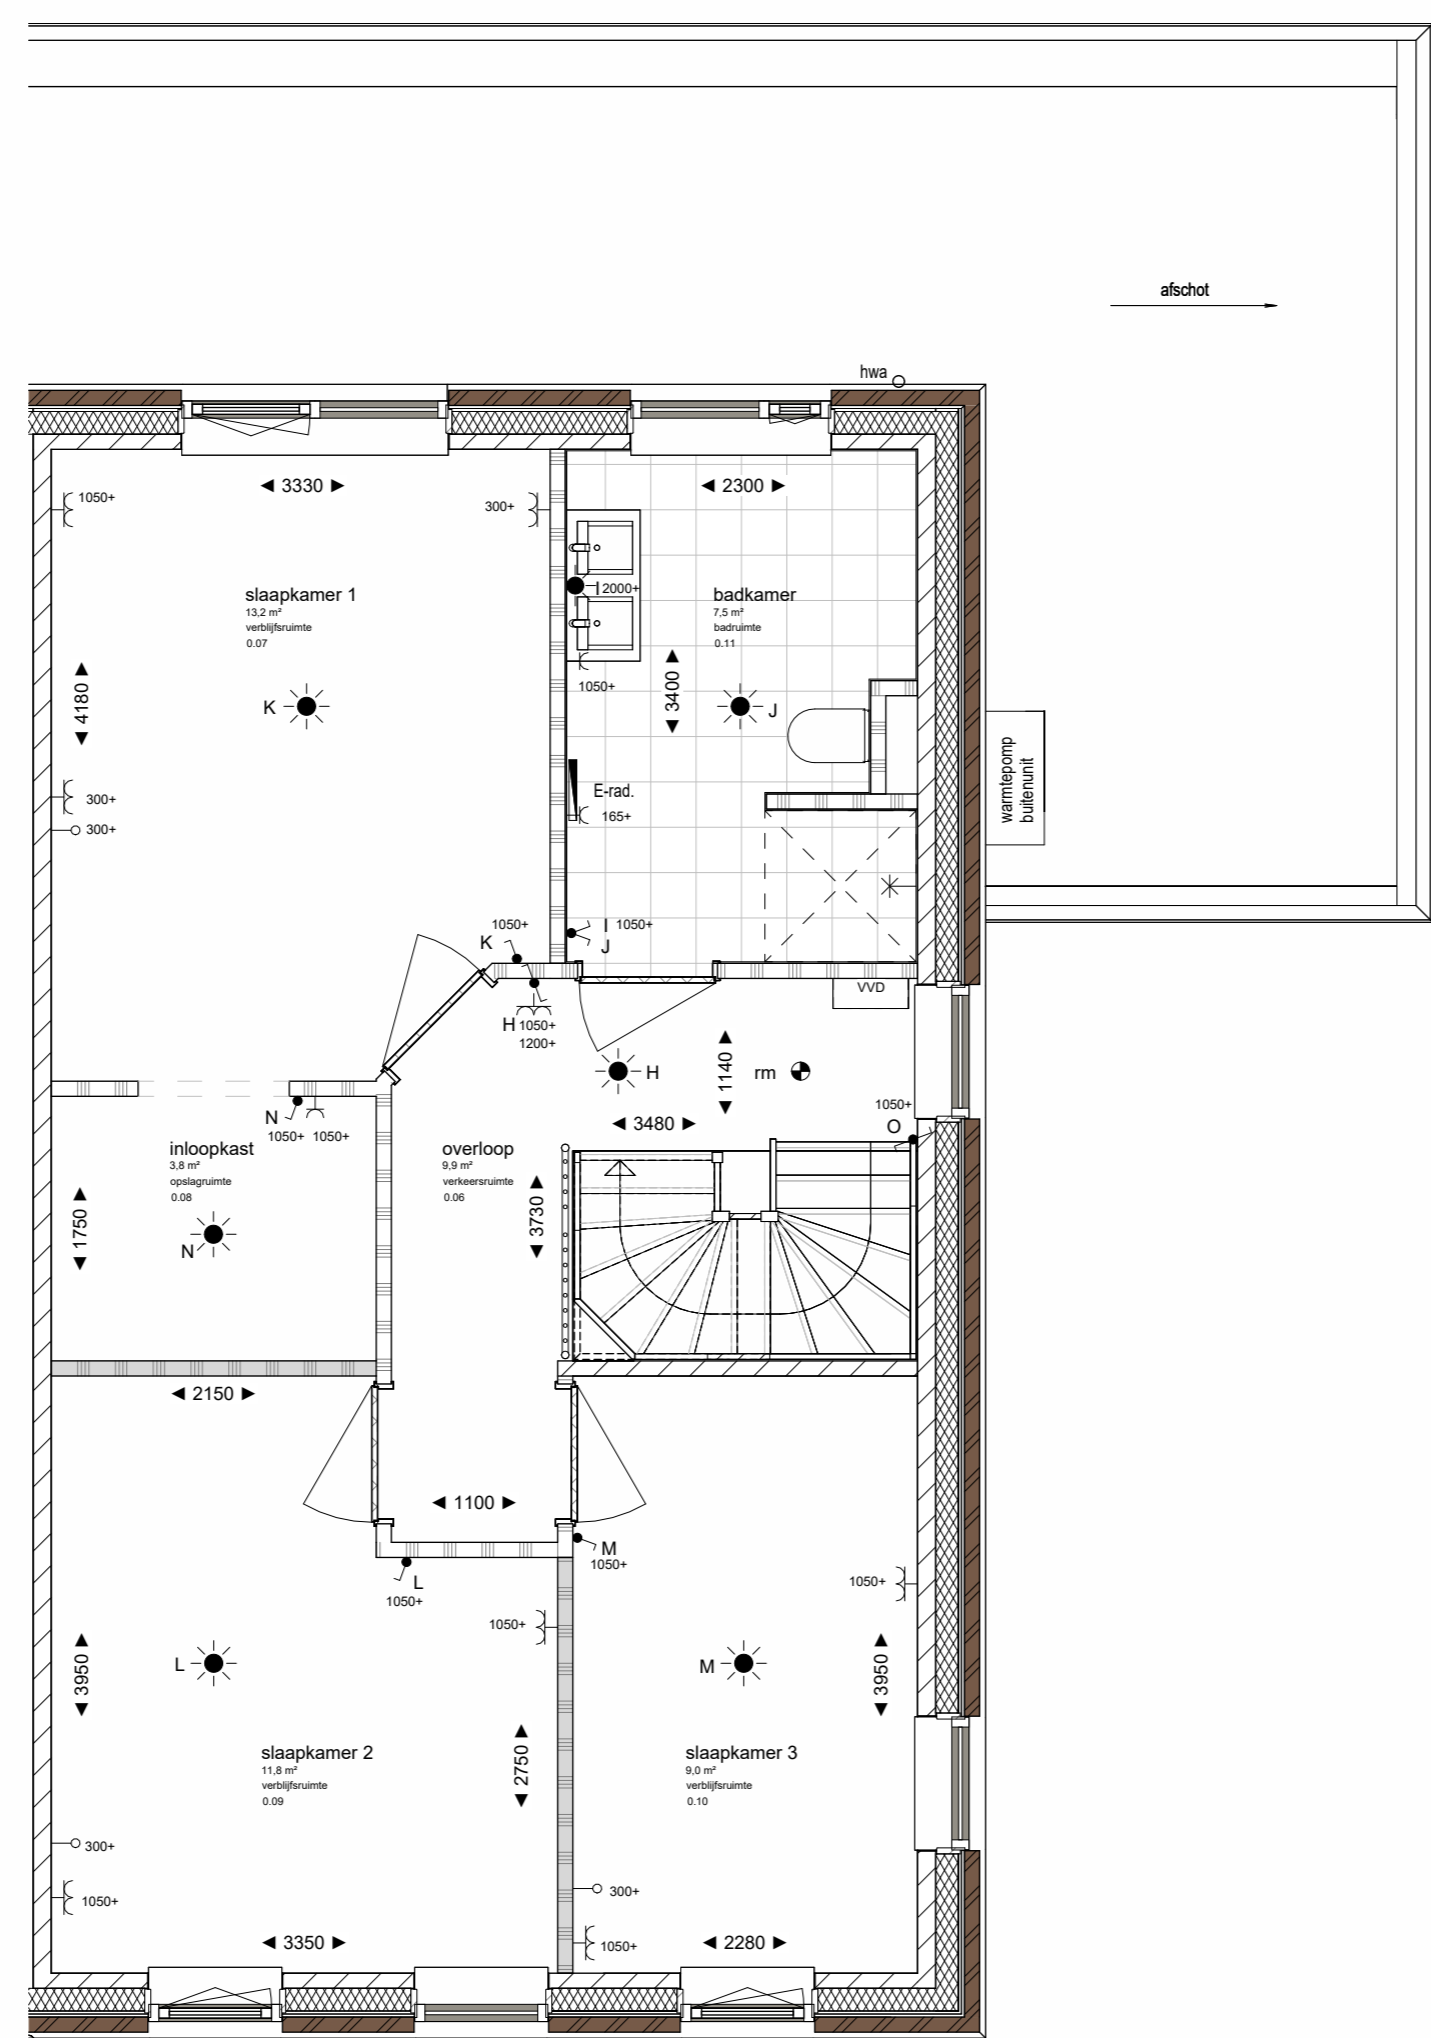 afschot
hwa
◄ 3330 ►
◄ 2300 ►
1050+
300+
I 2000+
slaapkamer 1
13,2 m²
verblijfsruimte
0.07
badkamer
7,5 m²
badruimte
0.11
1050+
◄ 4180 ►
◄ 3400 ►
K
J
warmtepomp
buitenunit
300+
300+
E-rad.
165+
1050+
K
I 1050+
J
VVD
H 1050+
1200+
H
◄ 1140 ►
rm
◄ 3480 ►
1050+
O
N
1050+ 1050+
inloopkast
3,8 m²
opslagruimte
0.08
overloop
9,9 m²
verkeersruimte
0.06
◄ 1750 ►
◄ 3730 ►
N
◄ 2150 ►
◄ 1100 ►
M
1050+
L
1050+
1050+
1050+
L
M
◄ 3950 ►
◄ 3950 ►
◄ 2750 ►
slaapkamer 2
11,8 m²
verblijfsruimte
0.09
slaapkamer 3
9,0 m²
verblijfsruimte
0.10
300+
1050+
300+
1050+
◄ 3350 ►
◄ 2280 ►